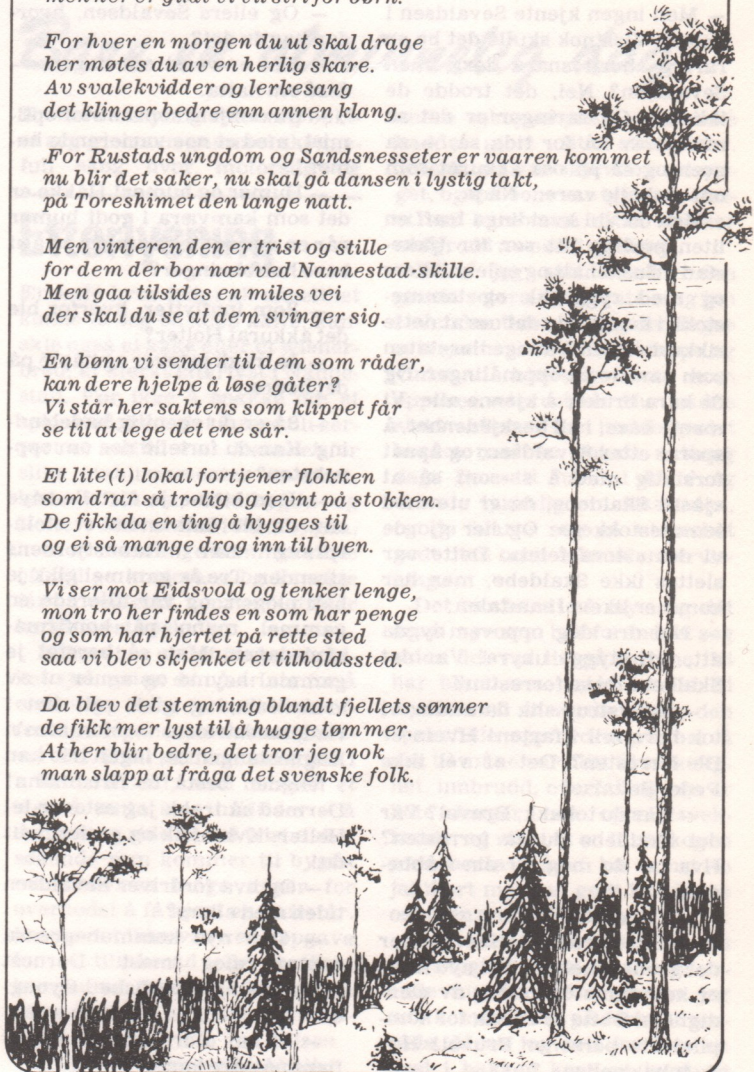 For hver en morgen du ut skal drage
her møtes du av en herlig skare.
Av svalekvidder og lerkesang
det klinger bedre enn annen klang.
For Rustads ungdom og Sandsnesseter er vaaren kommet
nu blir det saker, nu skal du danse i lystig takt,
på Toreshimet den lange natt.
Men vinteren den er trist og stille
for dem der bor nær ved Nannestad-skille.
Men gaa tilsides en miles vei
der skal du se at dem svinger sig.
En bønn vi sender til dem som råder,
kan dere hjelpe å løse gåter?
Vi står her saktens som klippet får
se til at lege det ene sår.
Et lite(t) lokal fortjener flokken
som drar så trolig og jevnt på stokken.
De fikk da en ting å hygges til
og ei så mange drog inn til byen.
Vi ser mot Eidsvold og tenker lenge,
mon tro her findes en som har penge
og som har hjertet på rette sted
saa vi blev skjenket et tilholdssted.
Da blev det stemning blandt fjellets sønner
de fikk mer lyst til å hugge tømmer.
At her blir bedre, det tror jeg nok
man slapp at fråga det svenske folk.